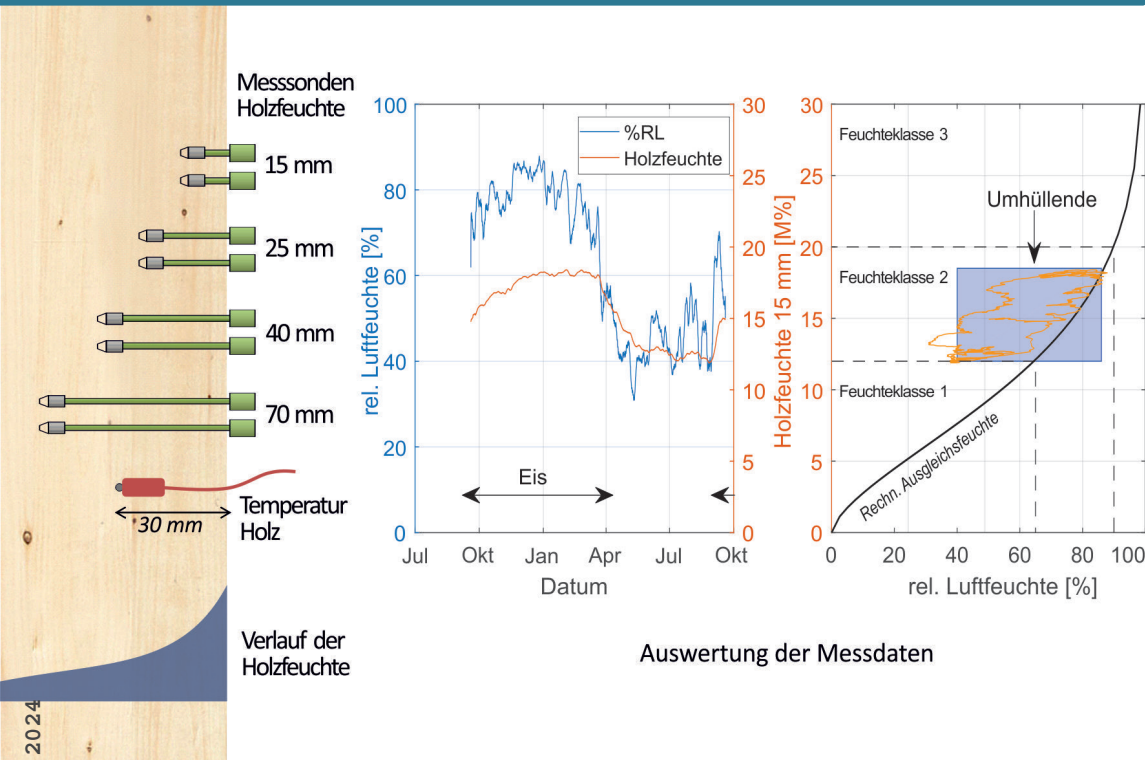 Messsonden
Holzfeuchte
15 mm
25 mm
40 mm
70 mm
30 mm
Temperatur
Holz
Verlauf der
Holzfeuchte
2024
100
80
60
40
20
0
rel. Luftfeuchte [%]
%RL
Holzfeuchte
Eis
Jul
Okt
Jan
Apr
Jul
Okt
Datum
30
25
20
15
10
5
0
Holzfeuchte 15 mm [M%]
30
25
20
15
10
5
0
Feuchteklasse 3
Umhüllende
Feuchteklasse 2
Feuchteklasse 1
Rechn. Ausgleichsfeuchte
0
20
40
60
80
100
rel. Luftfeuchte [%]
Auswertung der Messdaten